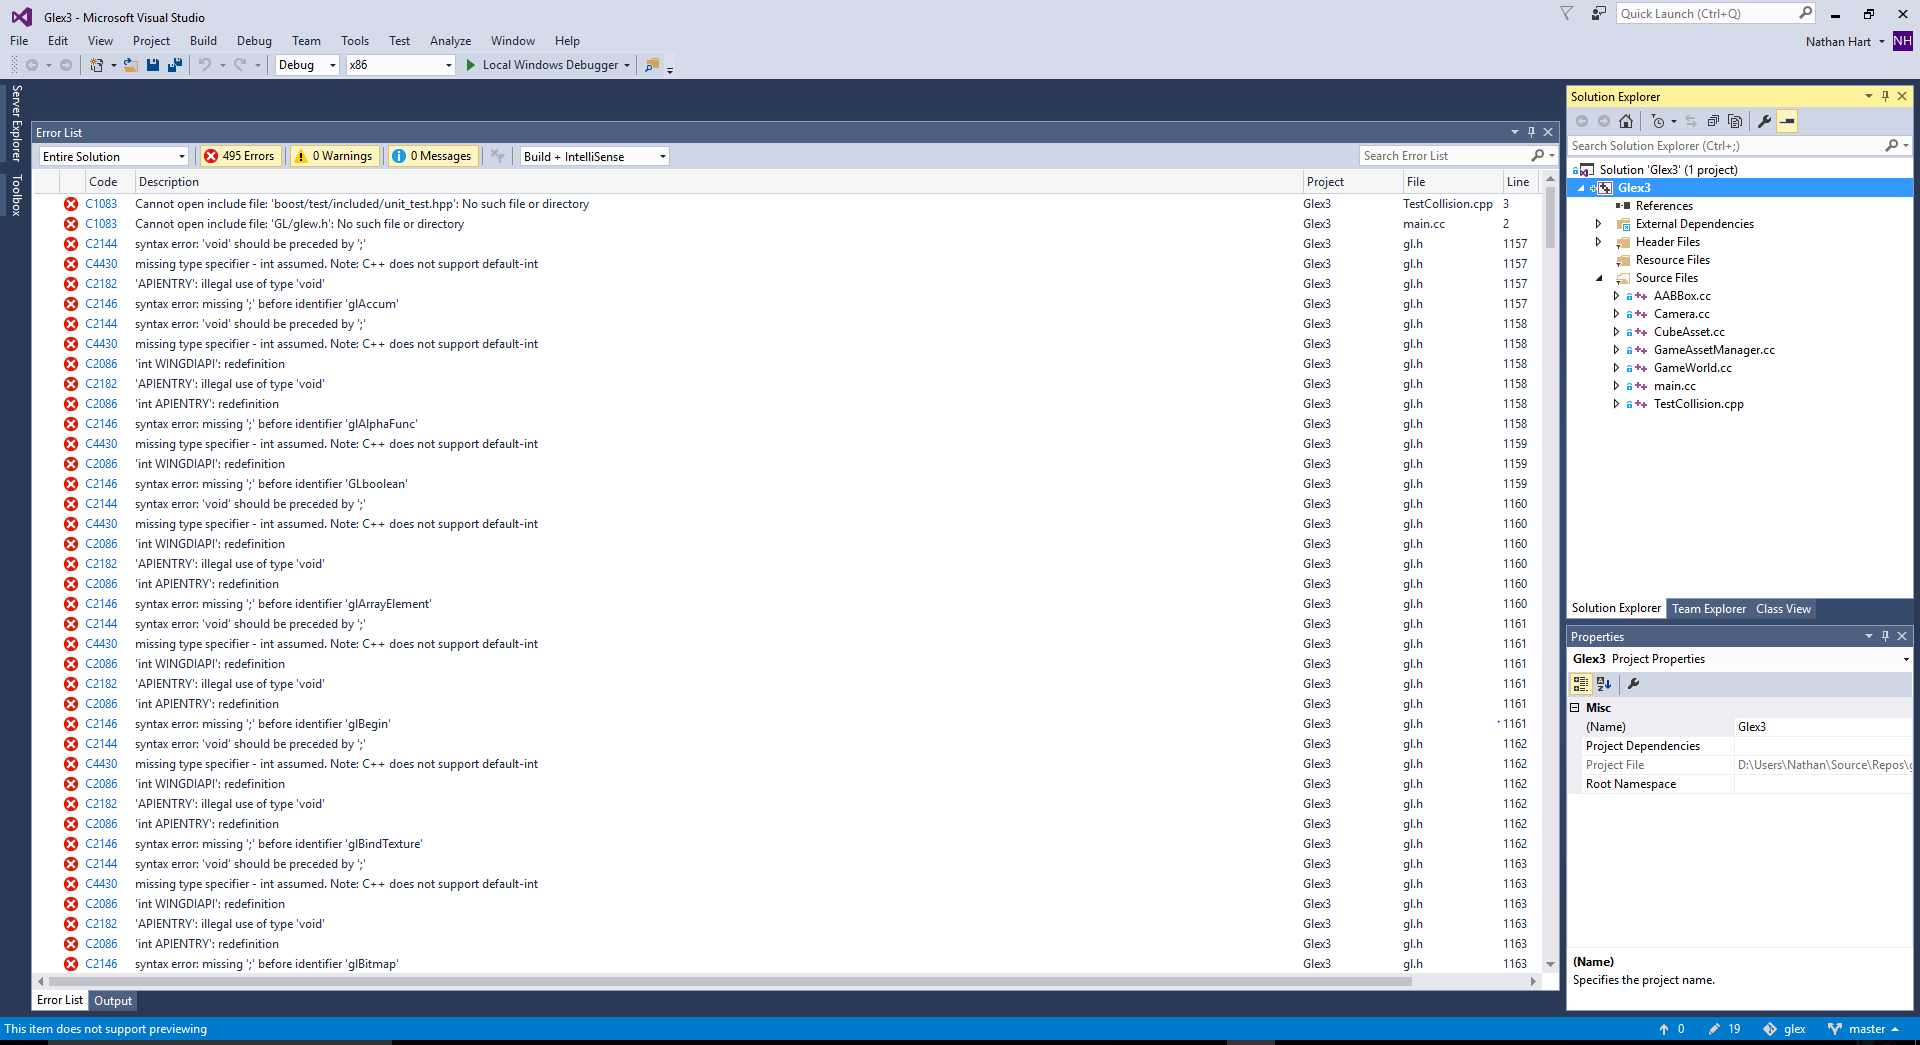 Glex3 - Microsoft Visual Studio
Quick Launch (Ctrl+Q)
File Edit View Project Build Debug Team Tools Test Analyze Window Help
Nathan Hart NH
Debug x86 Local Windows Debugger
Server Explorer
Toolbox
Error List
Entire Solution 495 Errors 0 Warnings 0 Messages Build + IntelliSense Search Error List
Code Description Project File Line
C1083 Cannot open include file: 'boost/test/included/unit_test.hpp': No such file or directory Glex3 TestCollision.cpp 3
C1083 Cannot open include file: 'GL/glew.h': No such file or directory Glex3 main.cc 2
C2144 syntax error: 'void' should be preceded by ';' Glex3 gl.h 1157
C4430 missing type specifier - int assumed. Note: C++ does not support default-int Glex3 gl.h 1157
C2182 'APIENTRY': illegal use of type 'void' Glex3 gl.h 1157
C2146 syntax error: missing ';' before identifier 'glAccum' Glex3 gl.h 1157
C2144 syntax error: 'void' should be preceded by ';' Glex3 gl.h 1158
C4430 missing type specifier - int assumed. Note: C++ does not support default-int Glex3 gl.h 1158
C2086 'int WINGDIAPI': redefinition Glex3 gl.h 1158
C2182 'APIENTRY': illegal use of type 'void' Glex3 gl.h 1158
C2086 'int APIENTRY': redefinition Glex3 gl.h 1158
C2146 syntax error: missing ';' before identifier 'glAlphaFunc' Glex3 gl.h 1158
C4430 missing type specifier - int assumed. Note: C++ does not support default-int Glex3 gl.h 1159
C2086 'int WINGDIAPI': redefinition Glex3 gl.h 1159
C2146 syntax error: missing ';' before identifier 'GLboolean' Glex3 gl.h 1159
C2144 syntax error: 'void' should be preceded by ';' Glex3 gl.h 1160
C4430 missing type specifier - int assumed. Note: C++ does not support default-int Glex3 gl.h 1160
C2086 'int WINGDIAPI': redefinition Glex3 gl.h 1160
C2182 'APIENTRY': illegal use of type 'void' Glex3 gl.h 1160
C2086 'int APIENTRY': redefinition Glex3 gl.h 1160
C2146 syntax error: missing ';' before identifier 'glArrayElement' Glex3 gl.h 1160
C2144 syntax error: 'void' should be preceded by ';' Glex3 gl.h 1161
C4430 missing type specifier - int assumed. Note: C++ does not support default-int Glex3 gl.h 1161
C2086 'int WINGDIAPI': redefinition Glex3 gl.h 1161
C2182 'APIENTRY': illegal use of type 'void' Glex3 gl.h 1161
C2086 'int APIENTRY': redefinition Glex3 gl.h 1161
C2146 syntax error: missing ';' before identifier 'glBegin' Glex3 gl.h 1161
C2144 syntax error: 'void' should be preceded by ';' Glex3 gl.h 1162
C4430 missing type specifier - int assumed. Note: C++ does not support default-int Glex3 gl.h 1162
C2086 'int WINGDIAPI': redefinition Glex3 gl.h 1162
C2182 'APIENTRY': illegal use of type 'void' Glex3 gl.h 1162
C2086 'int APIENTRY': redefinition Glex3 gl.h 1162
C2146 syntax error: missing ';' before identifier 'glBindTexture' Glex3 gl.h 1162
C2144 syntax error: 'void' should be preceded by ';' Glex3 gl.h 1163
C4430 missing type specifier - int assumed. Note: C++ does not support default-int Glex3 gl.h 1163
C2086 'int WINGDIAPI': redefinition Glex3 gl.h 1163
C2182 'APIENTRY': illegal use of type 'void' Glex3 gl.h 1163
C2086 'int APIENTRY': redefinition Glex3 gl.h 1163
C2146 syntax error: missing ';' before identifier 'glBitmap' Glex3 gl.h 1163
Error List Output
Solution Explorer
Search Solution Explorer (Ctrl+;)
Solution 'Glex3' (1 project)
Glex3
References
External Dependencies
Header Files
Resource Files
Source Files
AABBox.cc
Camera.cc
CubeAsset.cc
GameAssetManager.cc
GameWorld.cc
main.cc
TestCollision.cpp
Solution Explorer Team Explorer Class View
Properties
Glex3 Project Properties
Misc
(Name) Glex3
Project Dependencies
Project File D:\Users\Nathan\Source\Repos\g
Root Namespace
(Name)
Specifies the project name.
This item does not support previewing 0 19 glex master